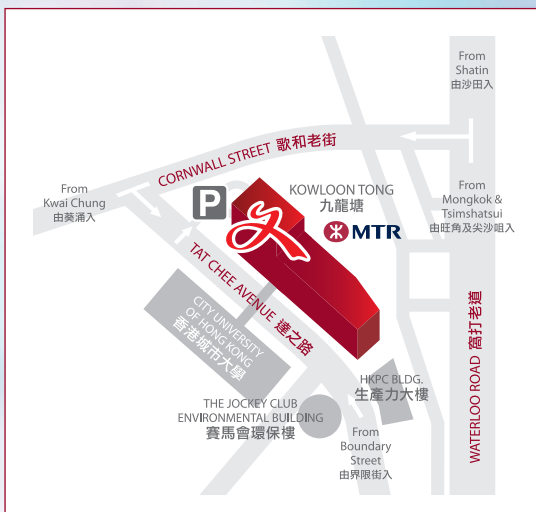 From
Shatin
由沙田入
CORNWALL STREET 歌和老街
From
Kwai Chung
由葵涌入
P
KOWLOON TONG
九龍塘
MTR
From
Mongkok &
Tsimshatsui
由旺角及尖沙咀入
TAT CHEE AVENUE 達之路
CITY UNIVERSITY
OF HONG KONG
香港城市大學
WATERLOO ROAD 窩打老道
HKPC BLDG.
生產力大樓
THE JOCKEY CLUB
ENVIRONMENTAL BUILDING
賽馬會環保樓
From
Boundary
Street
由界限街入